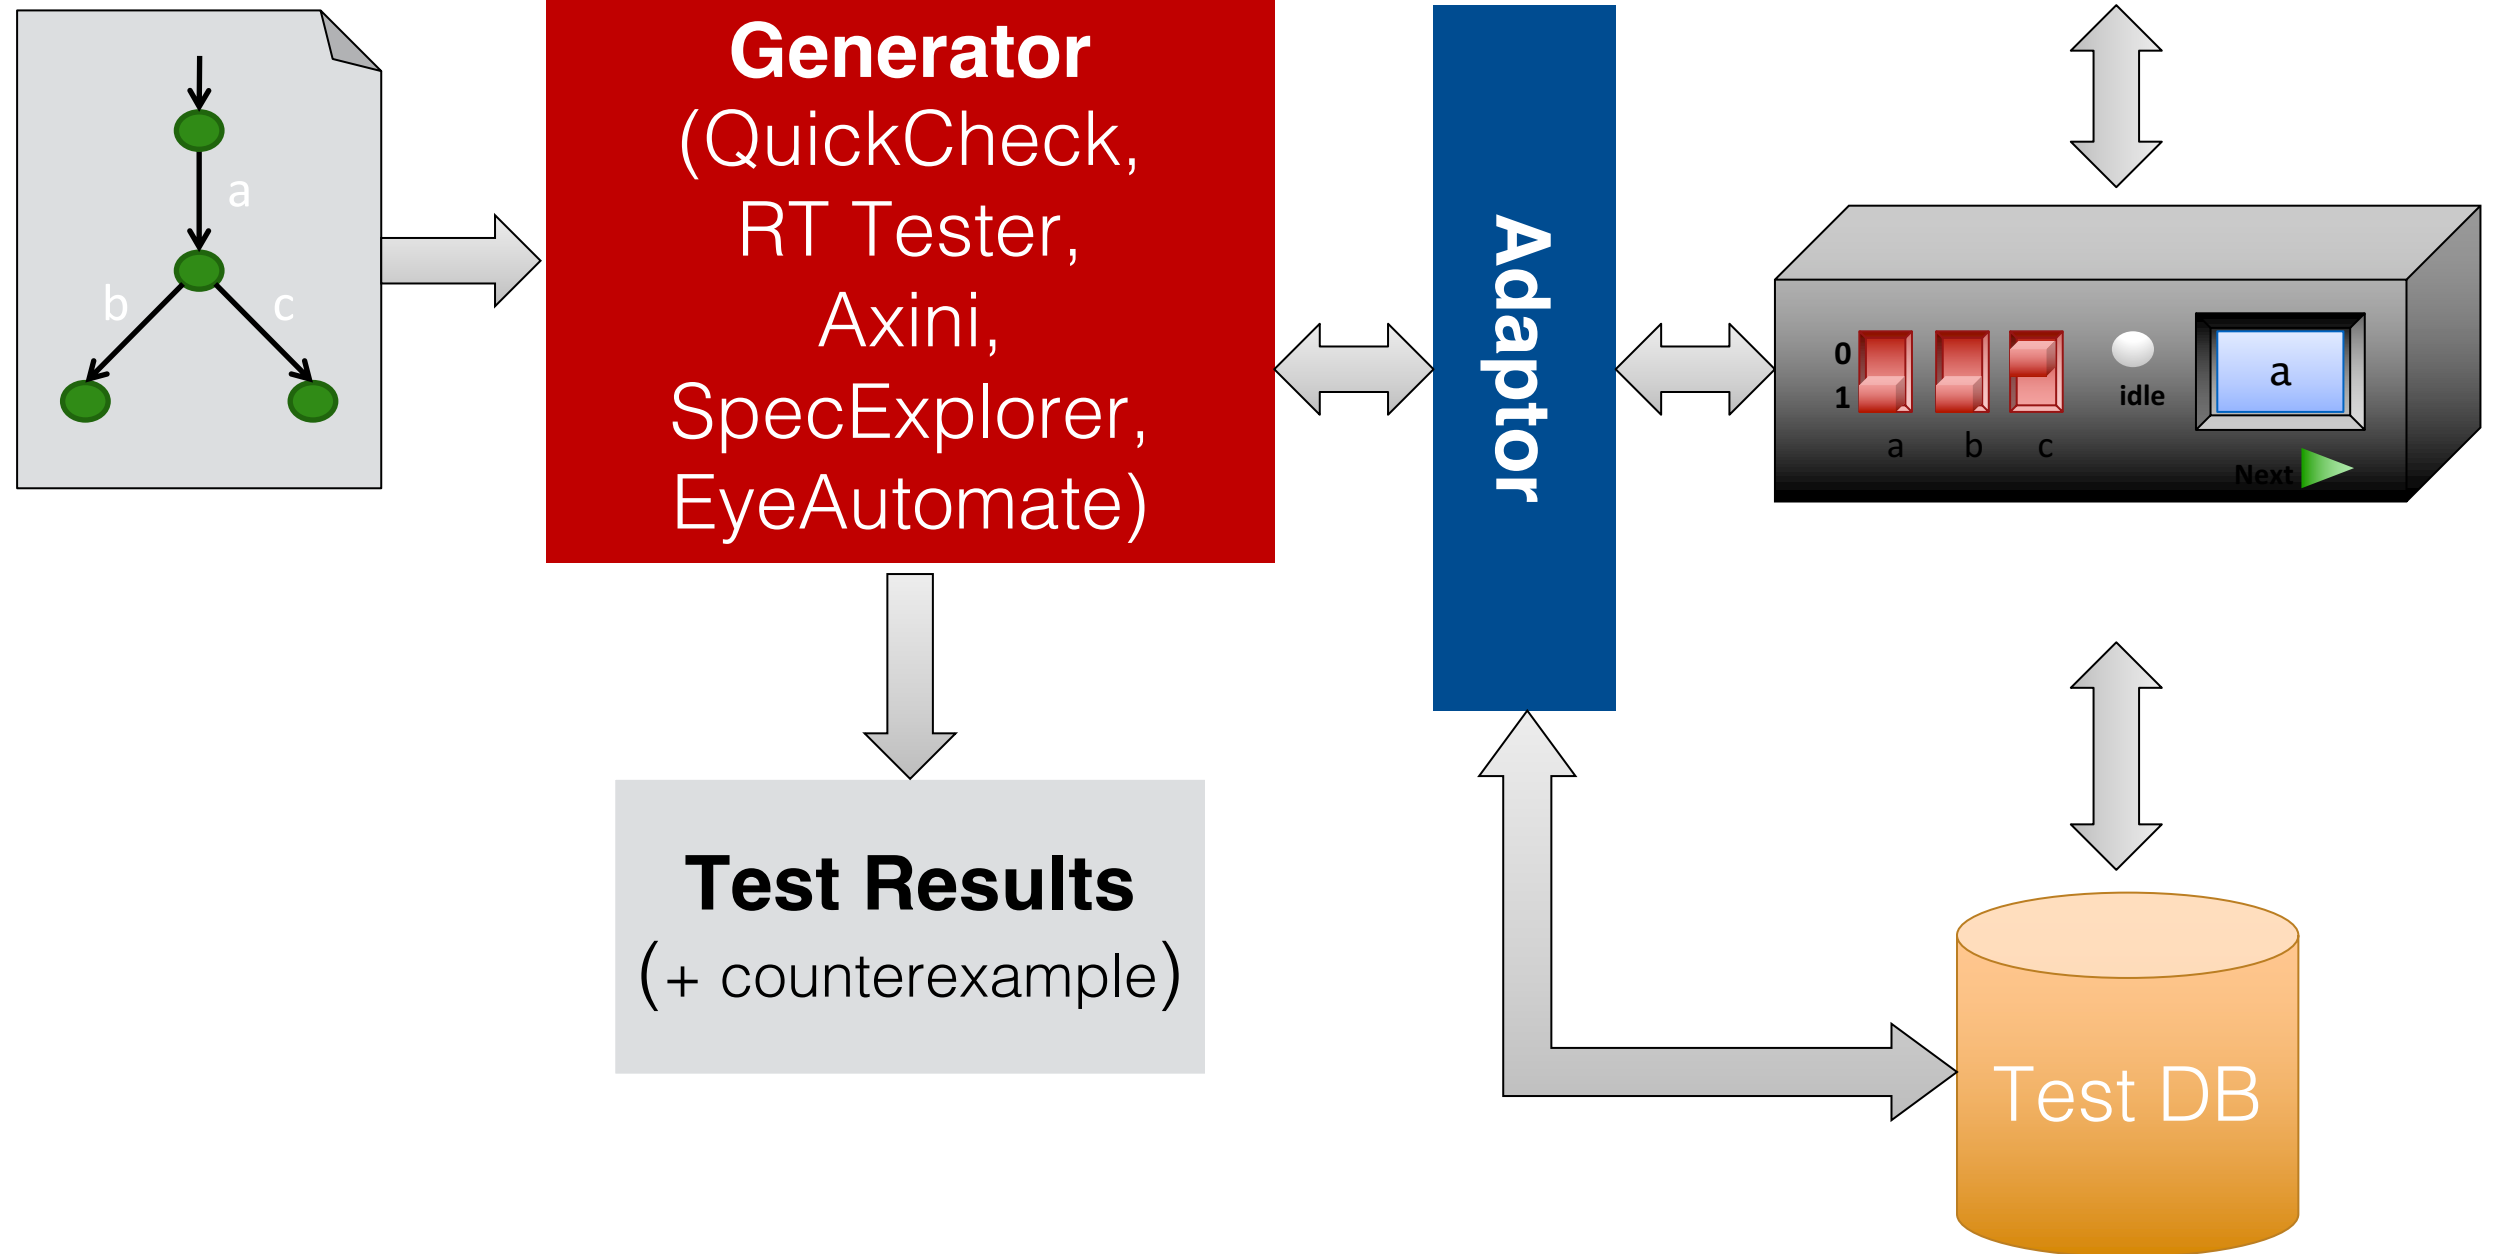 a
b
c
Generator
(QuickCheck,
RT Tester,
Axini,
SpecExplorer,
EyeAutomate)
Test Results
(+ counterexample)
Adaptor
0
1
a
b
c
idle
a
Next
Test DB